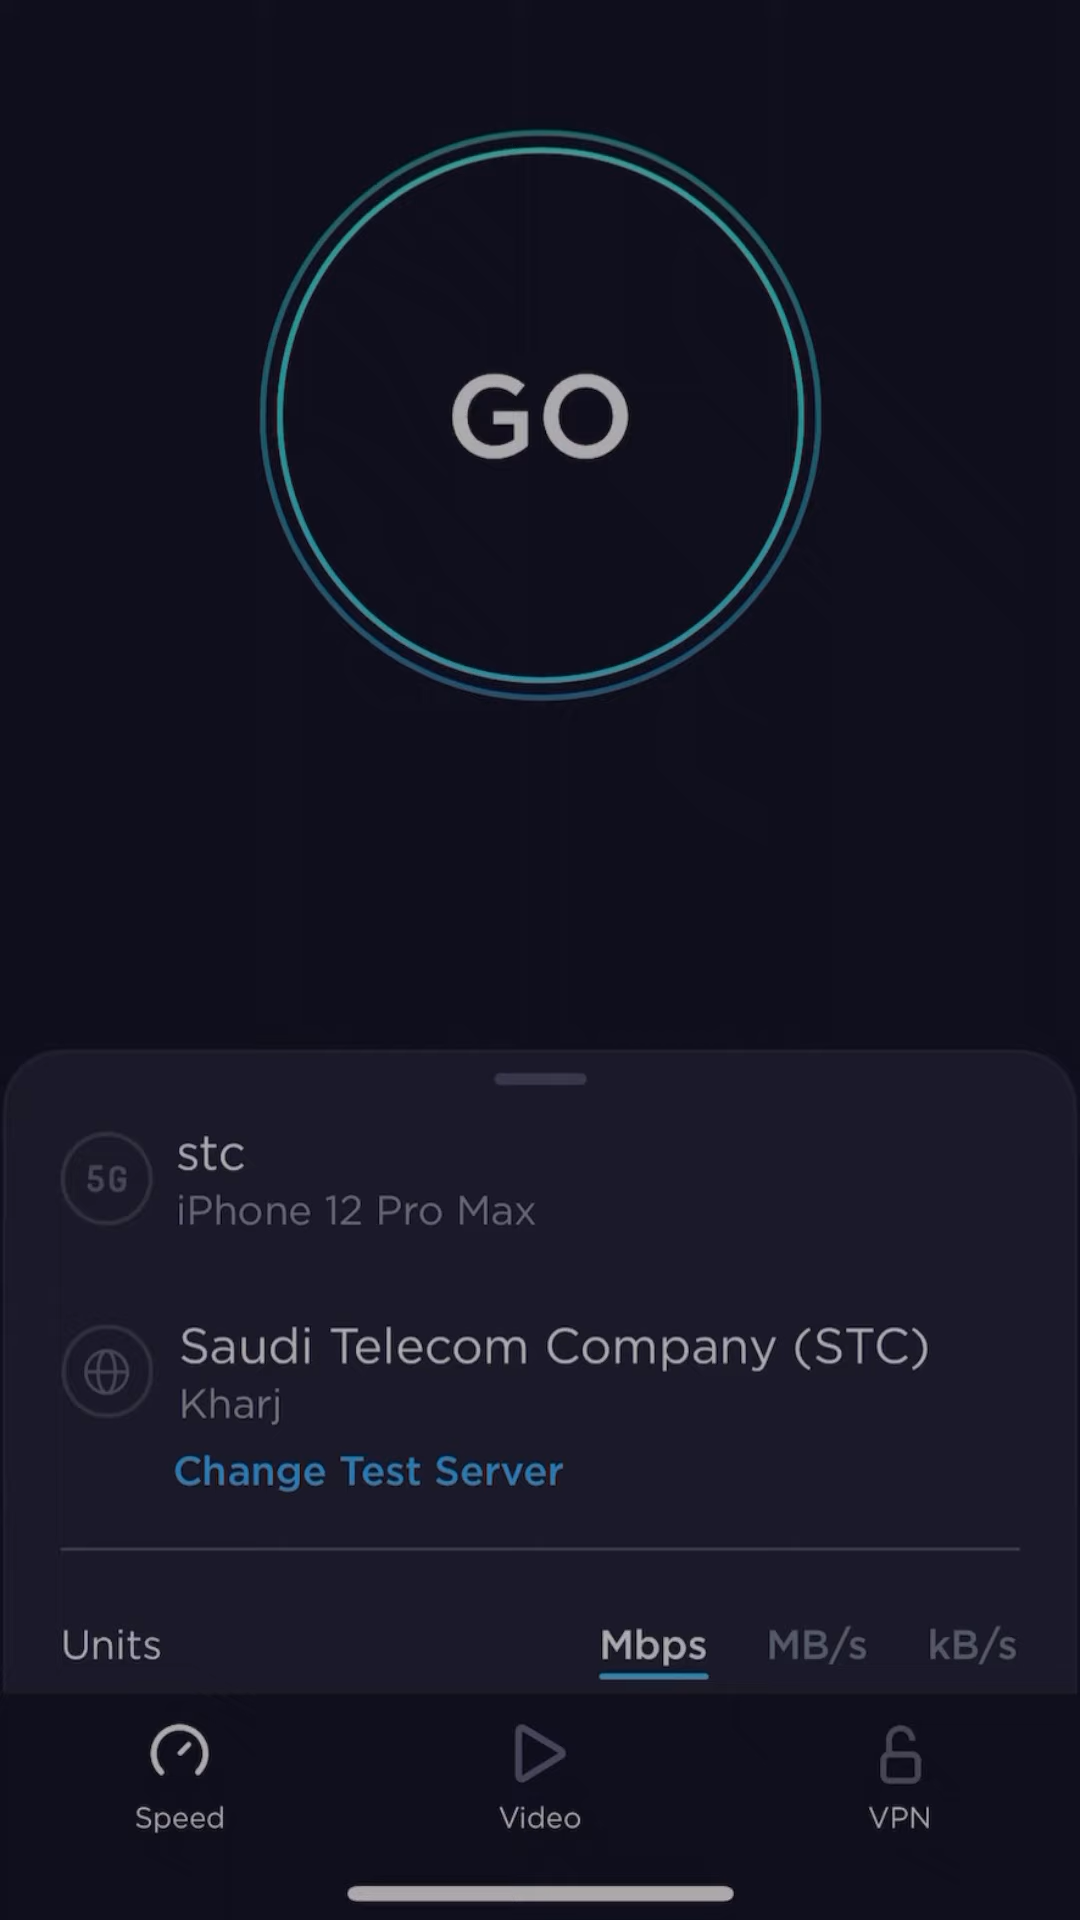 GO
5G
stc
iPhone 12 Pro Max
Saudi Telecom Company (STC)
Kharj
Change Test Server
Units Mbps MB/s kB/s
Speed Video VPN